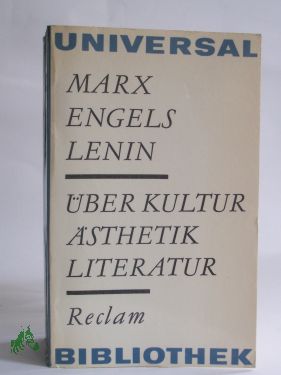 UNIVERSAL
MARX
ENGELS
LENIN
ÜBER KULTUR
ÄSTHETIK
LITERATUR
Reclam
BIBLIOTHEK